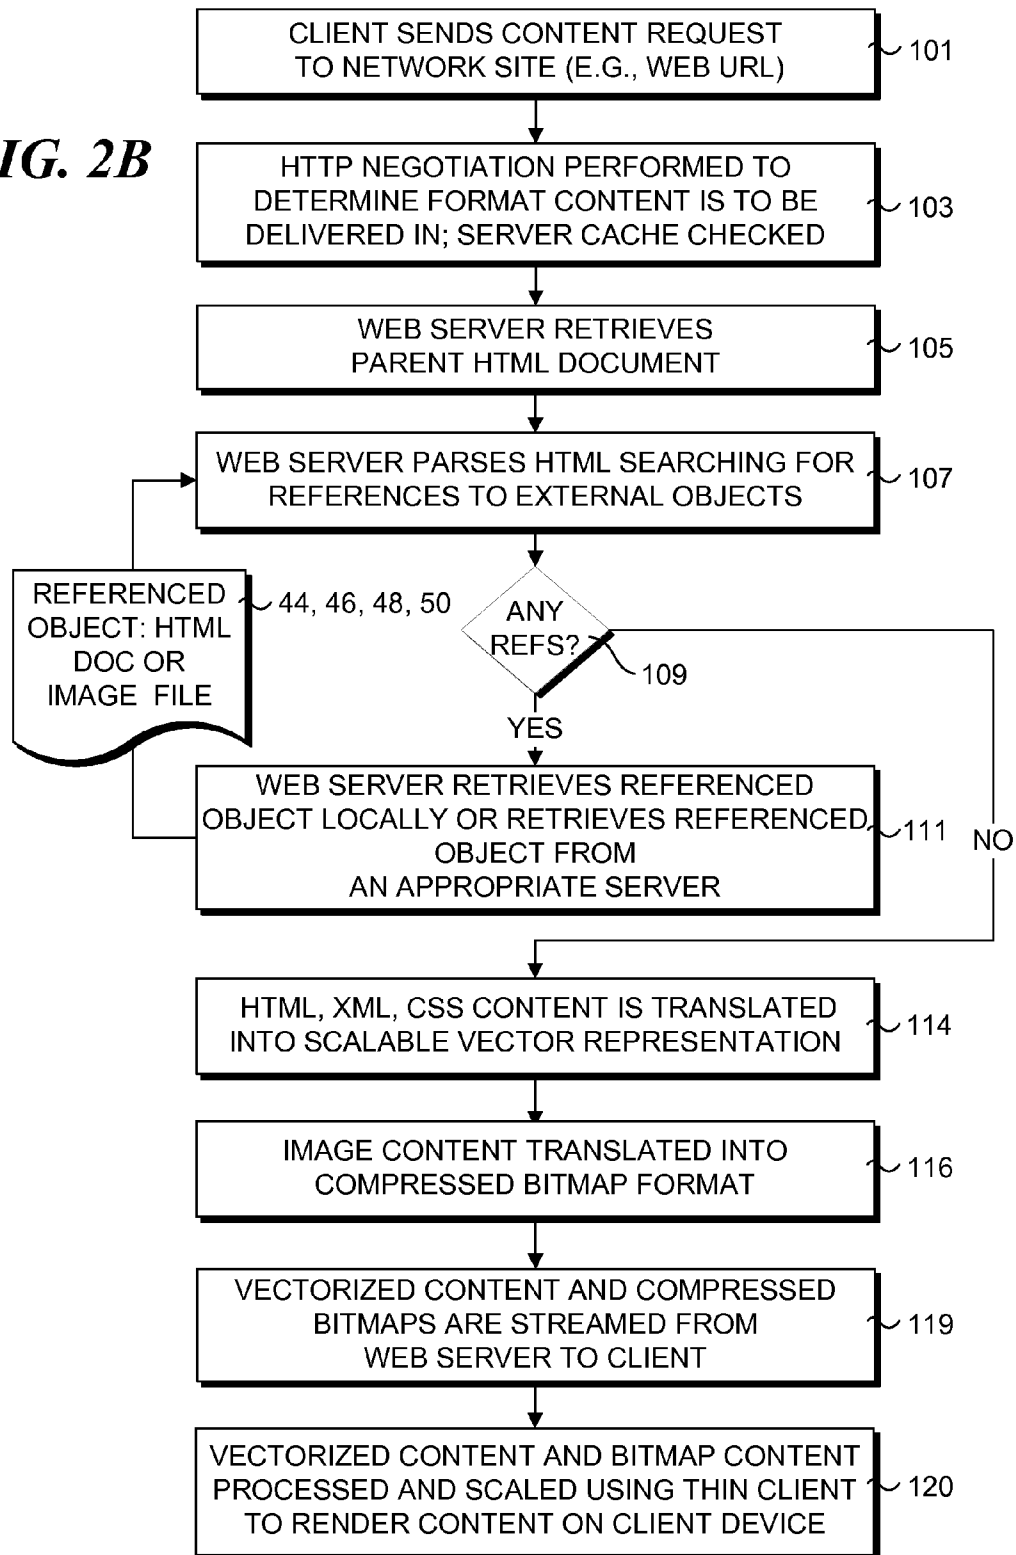 CLIENT SENDS CONTENT REQUEST
TO NETWORK SITE (E.G., WEB URL)
101
IG. 2B
HTTP NEGOTIATION PERFORMED TO
DETERMINE FORMAT CONTENT IS TO BE
DELIVERED IN; SERVER CACHE CHECKED
103
WEB SERVER RETRIEVES
PARENT HTML DOCUMENT
105
WEB SERVER PARSES HTML SEARCHING FOR
REFERENCES TO EXTERNAL OBJECTS
107
REFERENCED
OBJECT: HTML
DOC OR
IMAGE FILE
44, 46, 48, 50
ANY
REFS?
109
YES
WEB SERVER RETRIEVES REFERENCED
OBJECT LOCALLY OR RETRIEVES REFERENCED
OBJECT FROM
AN APPROPRIATE SERVER
111
NO
HTML, XML, CSS CONTENT IS TRANSLATED
INTO SCALABLE VECTOR REPRESENTATION
114
IMAGE CONTENT TRANSLATED INTO
COMPRESSED BITMAP FORMAT
116
VECTORIZED CONTENT AND COMPRESSED
BITMAPS ARE STREAMED FROM
WEB SERVER TO CLIENT
119
VECTORIZED CONTENT AND BITMAP CONTENT
PROCESSED AND SCALED USING THIN CLIENT
TO RENDER CONTENT ON CLIENT DEVICE
120